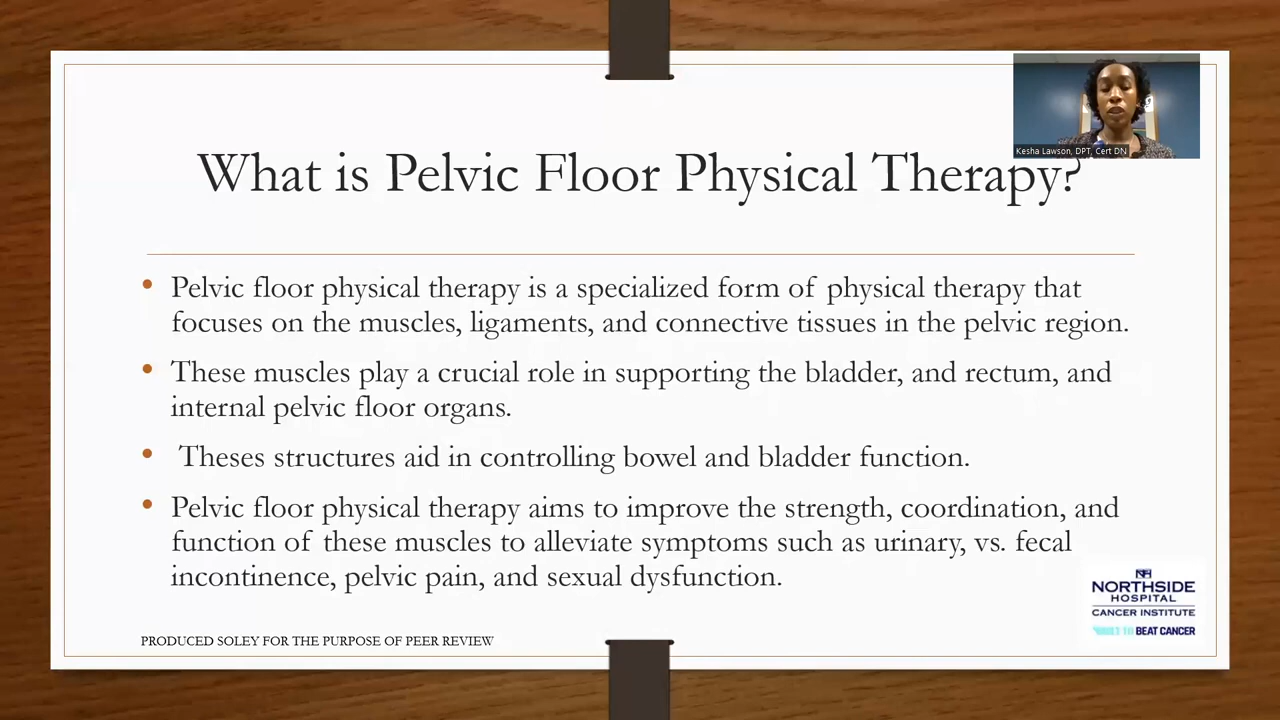 Kesha Lawson, DPT, Cert DN
What is Pelvic Floor Physical Therapy?
• Pelvic floor physical therapy is a specialized form of physical therapy that
focuses on the muscles, ligaments, and connective tissues in the pelvic region.
• These muscles play a crucial role in supporting the bladder, and rectum, and
internal pelvic floor organs.
• Theses structures aid in controlling bowel and bladder function.
• Pelvic floor physical therapy aims to improve the strength, coordination, and
function of these muscles to alleviate symptoms such as urinary, vs. fecal
incontinence, pelvic pain, and sexual dysfunction.
NORTHSIDE
HOSPITAL
CANCER INSTITUTE
TO BEAT CANCER
PRODUCED SOLEY FOR THE PURPOSE OF PEER REVIEW